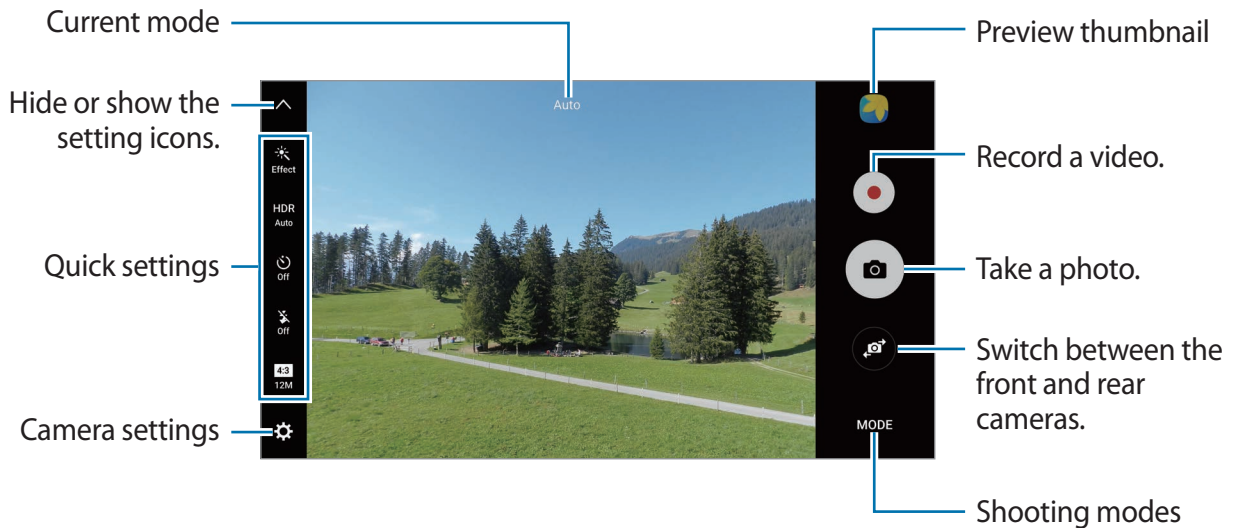 Current mode
Hide or show the
setting icons.
Quick settings
Camera settings
Auto
Effect
HDR
Auto
Off
Off
4:3
12M
MODE
Preview thumbnail
Record a video.
Take a photo.
Switch between the
front and rear
cameras.
Shooting modes